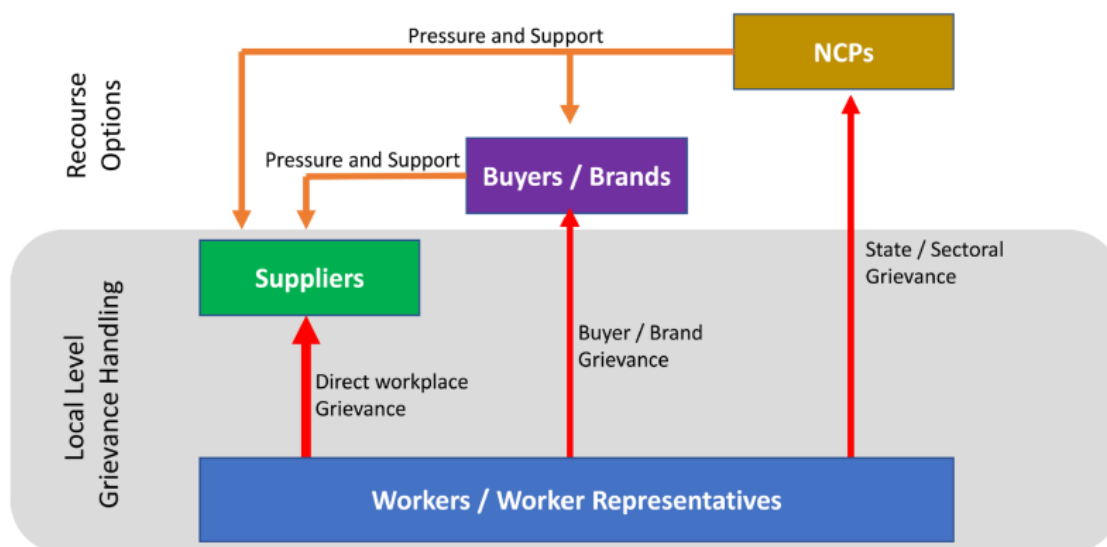 Pressure and Support
NCPs
Recourse
Options
Pressure and Support
Buyers / Brands
Suppliers
State / Sectoral
Grievance
Buyer / Brand
Grievance
Direct workplace
Grievance
Local Level
Grievance Handling
Workers / Worker Representatives